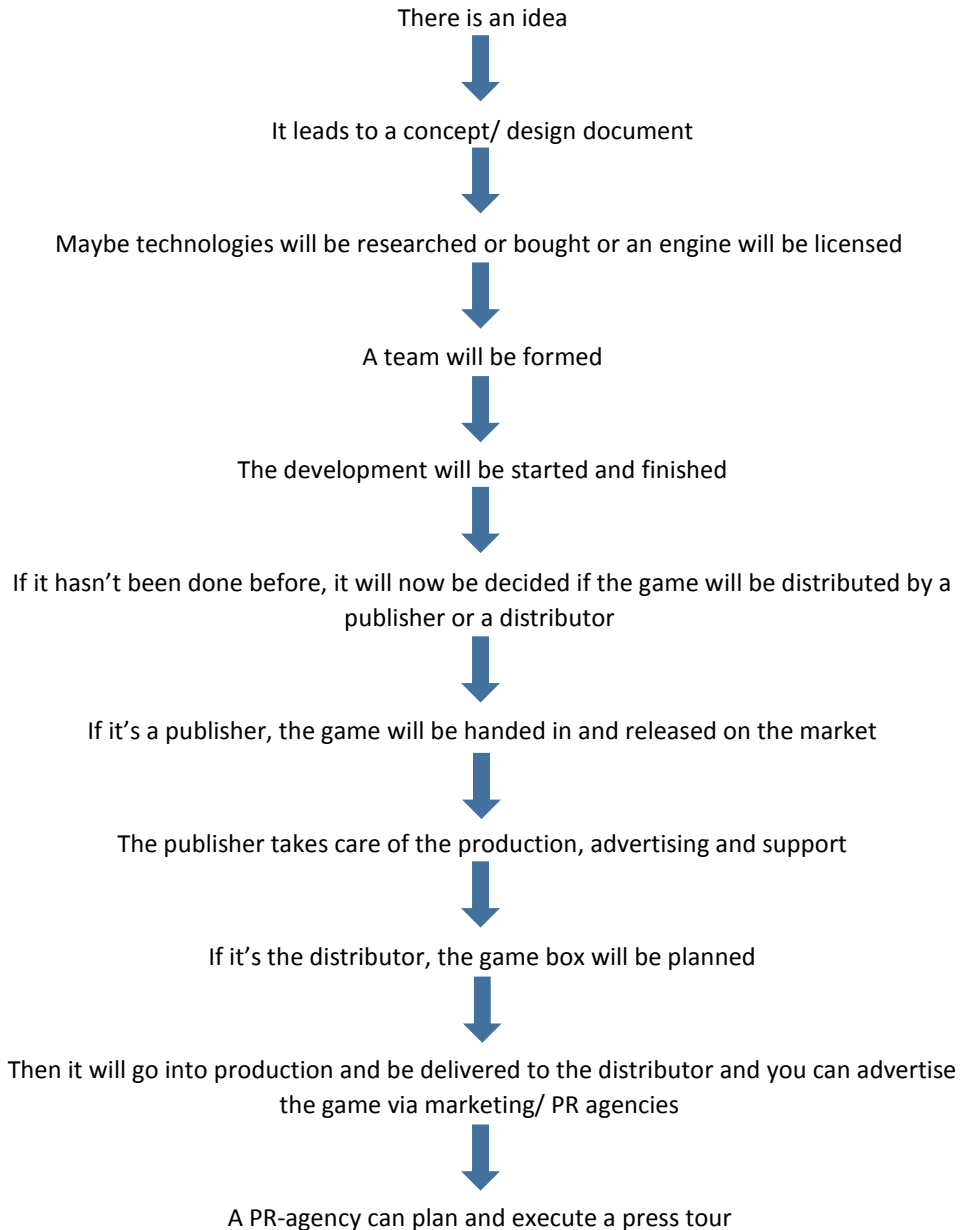 There is an idea
It leads to a concept/ design document
Maybe technologies will be researched or bought or an engine will be licensed
A team will be formed
The development will be started and finished
If it hasn’t been done before, it will now be decided if the game will be distributed by a
publisher or a distributor
If it’s a publisher, the game will be handed in and released on the market
The publisher takes care of the production, advertising and support
If it’s the distributor, the game box will be planned
Then it will go into production and be delivered to the distributor and you can advertise
the game via marketing/ PR agencies
A PR-agency can plan and execute a press tour